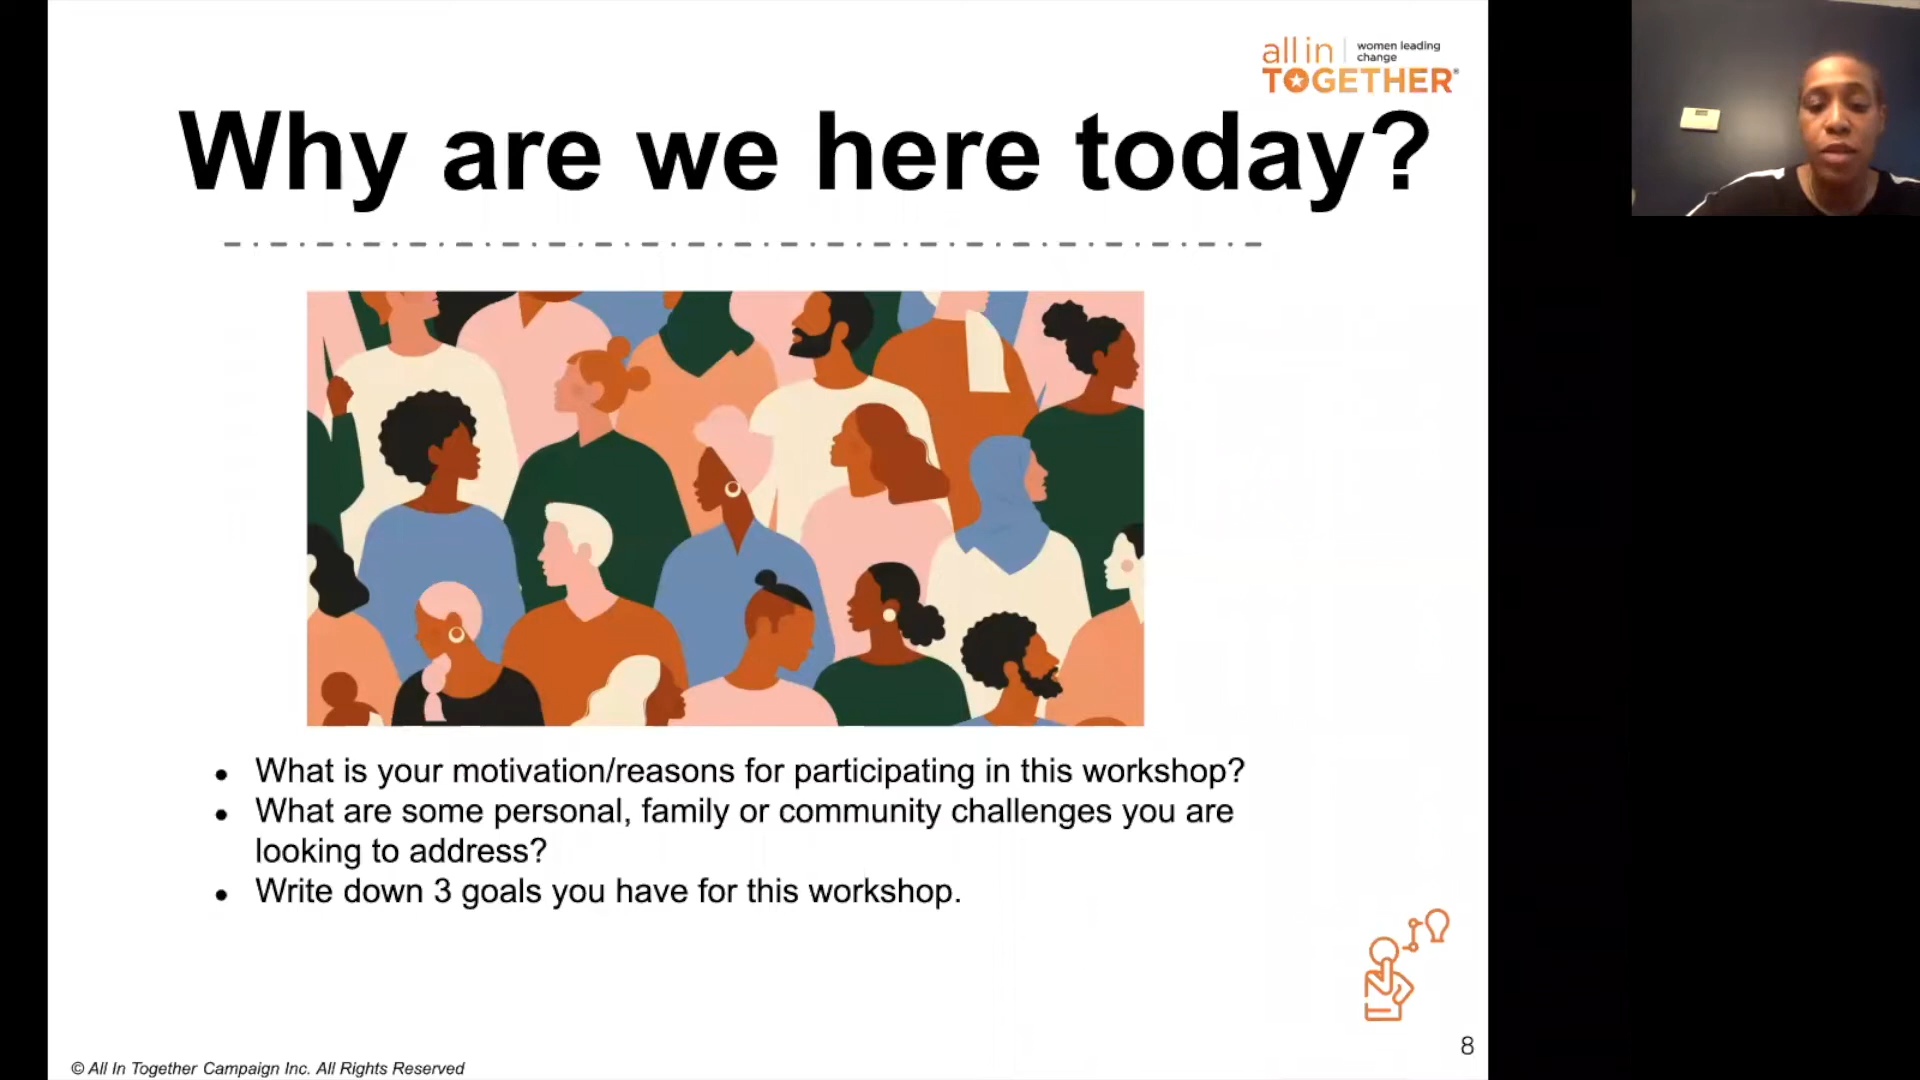 all in
women leading
change
TOGETHER®
Why are we here today?
● What is your motivation/reasons for participating in this workshop?
● What are some personal, family or community challenges you are
looking to address?
● Write down 3 goals you have for this workshop.
8
© All In Together Campaign Inc. All Rights Reserved